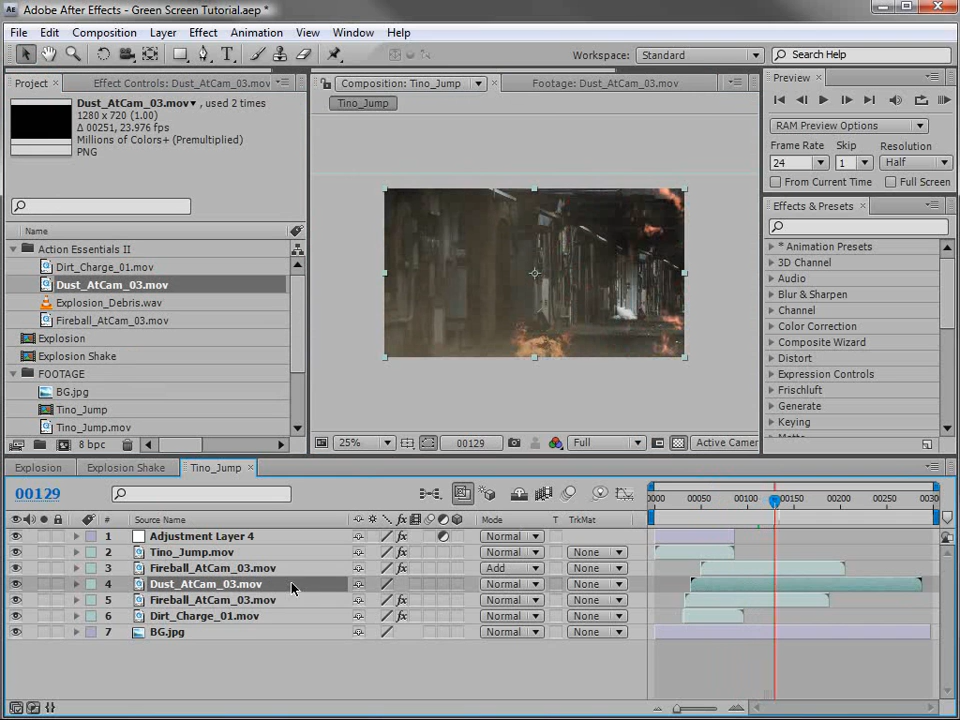 Adobe After Effects - Green Screen Tutorial.aep *
File Edit Composition Layer Effect Animation View Window Help
Workspace: Standard Search Help
Project Effect Controls: Dust_AtCam_03.mov
Composition: Tino_Jump Footage: Dust_AtCam_03.mov
Preview
Dust_AtCam_03.mov , used 2 times
1280 x 720 (1.00)
Δ 00251, 23.976 fps
Millions of Colors+ (Premultiplied)
PNG
Tino_Jump
RAM Preview Options
Frame Rate Skip Resolution
24 1 Half
From Current Time Full Screen
Effects & Presets
Name
Action Essentials II
Dirt_Charge_01.mov
Dust_AtCam_03.mov
Explosion_Debris.wav
Fireball_AtCam_03.mov
Explosion
Explosion Shake
FOOTAGE
BG.jpg
Tino_Jump
Tino_Jump.mov
8 bpc
* Animation Presets
3D Channel
Audio
Blur & Sharpen
Channel
Color Correction
Composite Wizard
Distort
Expression Controls
Frischluft
Generate
Keying
Matte
25% 00129 Full Active Camer
Explosion Explosion Shake Tino_Jump
00129
0000 00050 00100 00150 00200 00250 0030
# Source Name Mode T TrkMat
1 Adjustment Layer 4 Normal
2 Tino_Jump.mov Normal None
3 Fireball_AtCam_03.mov Add None
4 Dust_AtCam_03.mov Normal None
5 Fireball_AtCam_03.mov Normal None
6 Dirt_Charge_01.mov Normal None
7 BG.jpg Normal None